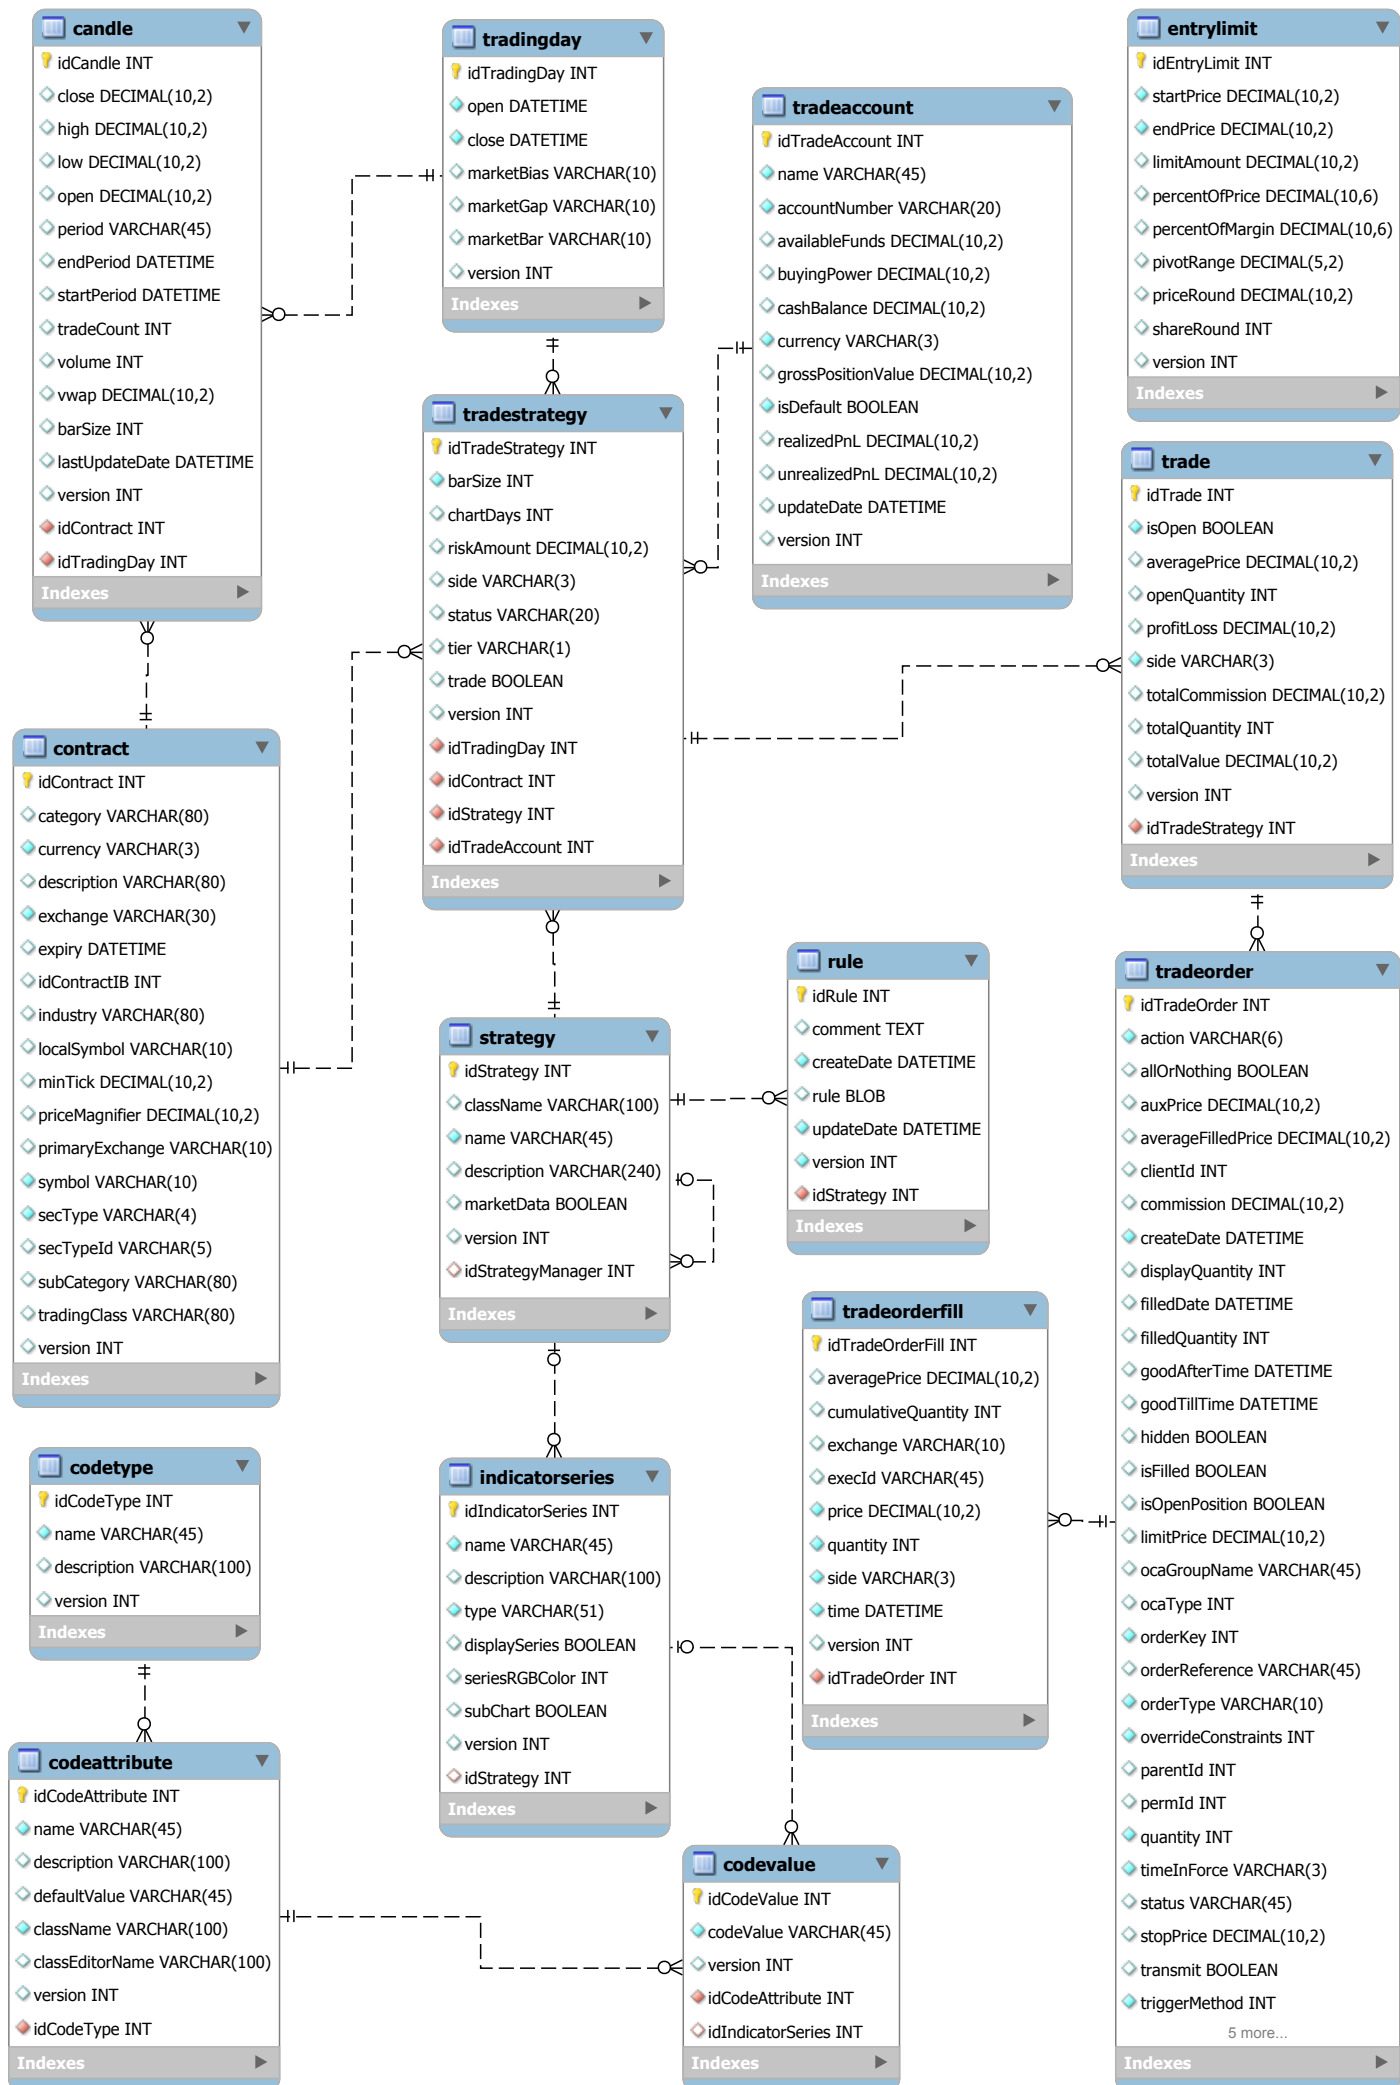 candle
idCandle INT
close DECIMAL(10,2)
high DECIMAL(10,2)
low DECIMAL(10,2)
open DECIMAL(10,2)
period VARCHAR(45)
endPeriod DATETIME
startPeriod DATETIME
tradeCount INT
volume INT
vwap DECIMAL(10,2)
barSize INT
lastUpdateDate DATETIME
version INT
idContract INT
idTradingDay INT
Indexes
tradingday
idTradingDay INT
open DATETIME
close DATETIME
marketBias VARCHAR(10)
marketGap VARCHAR(10)
marketBar VARCHAR(10)
version INT
Indexes
tradeaccount
idTradeAccount INT
name VARCHAR(45)
accountNumber VARCHAR(20)
availableFunds DECIMAL(10,2)
buyingPower DECIMAL(10,2)
cashBalance DECIMAL(10,2)
currency VARCHAR(3)
grossPositionValue DECIMAL(10,2)
isDefault BOOLEAN
realizedPnL DECIMAL(10,2)
unrealizedPnL DECIMAL(10,2)
updateDate DATETIME
version INT
Indexes
entrylimit
idEntryLimit INT
startPrice DECIMAL(10,2)
endPrice DECIMAL(10,2)
limitAmount DECIMAL(10,2)
percentOfPrice DECIMAL(10,6)
percentOfMargin DECIMAL(10,6)
pivotRange DECIMAL(5,2)
priceRound DECIMAL(10,2)
shareRound INT
version INT
Indexes
tradestrategy
idTradeStrategy INT
barSize INT
chartDays INT
riskAmount DECIMAL(10,2)
side VARCHAR(3)
status VARCHAR(20)
tier VARCHAR(1)
trade BOOLEAN
version INT
idTradingDay INT
idContract INT
idStrategy INT
idTradeAccount INT
Indexes
trade
idTrade INT
isOpen BOOLEAN
averagePrice DECIMAL(10,2)
openQuantity INT
profitLoss DECIMAL(10,2)
side VARCHAR(3)
totalCommission DECIMAL(10,2)
totalQuantity INT
totalValue DECIMAL(10,2)
version INT
idTradeStrategy INT
Indexes
contract
idContract INT
category VARCHAR(80)
currency VARCHAR(3)
description VARCHAR(80)
exchange VARCHAR(30)
expiry DATETIME
idContractIB INT
industry VARCHAR(80)
localSymbol VARCHAR(10)
minTick DECIMAL(10,2)
priceMagnifier DECIMAL(10,2)
primaryExchange VARCHAR(10)
symbol VARCHAR(10)
secType VARCHAR(4)
secTypeId VARCHAR(5)
subCategory VARCHAR(80)
tradingClass VARCHAR(80)
version INT
Indexes
strategy
idStrategy INT
className VARCHAR(100)
name VARCHAR(45)
description VARCHAR(240)
marketData BOOLEAN
version INT
idStrategyManager INT
Indexes
rule
idRule INT
comment TEXT
createDate DATETIME
rule BLOB
updateDate DATETIME
version INT
idStrategy INT
Indexes
tradeorder
idTradeOrder INT
action VARCHAR(6)
allOrNothing BOOLEAN
auxPrice DECIMAL(10,2)
averageFilledPrice DECIMAL(10,2)
clientId INT
commission DECIMAL(10,2)
createDate DATETIME
displayQuantity INT
filledDate DATETIME
filledQuantity INT
goodAfterTime DATETIME
goodTillTime DATETIME
hidden BOOLEAN
isFilled BOOLEAN
isOpenPosition BOOLEAN
limitPrice DECIMAL(10,2)
ocaGroupName VARCHAR(45)
ocaType INT
orderKey INT
orderReference VARCHAR(45)
orderType VARCHAR(10)
overrideConstraints INT
parentId INT
permId INT
quantity INT
timeInForce VARCHAR(3)
status VARCHAR(45)
stopPrice DECIMAL(10,2)
transmit BOOLEAN
triggerMethod INT
5 more...
Indexes
tradeorderfill
idTradeOrderFill INT
averagePrice DECIMAL(10,2)
cumulativeQuantity INT
exchange VARCHAR(10)
execId VARCHAR(45)
price DECIMAL(10,2)
quantity INT
side VARCHAR(3)
time DATETIME
version INT
idTradeOrder INT
Indexes
codetype
idCodeType INT
name VARCHAR(45)
description VARCHAR(100)
version INT
Indexes
indicatorseries
idIndicatorSeries INT
name VARCHAR(45)
description VARCHAR(100)
type VARCHAR(51)
displaySeries BOOLEAN
seriesRGBColor INT
subChart BOOLEAN
version INT
idStrategy INT
Indexes
codeattribute
idCodeAttribute INT
name VARCHAR(45)
description VARCHAR(100)
defaultValue VARCHAR(45)
className VARCHAR(100)
classEditorName VARCHAR(100)
version INT
idCodeType INT
Indexes
codevalue
idCodeValue INT
codeValue VARCHAR(45)
version INT
idCodeAttribute INT
idIndicatorSeries INT
Indexes